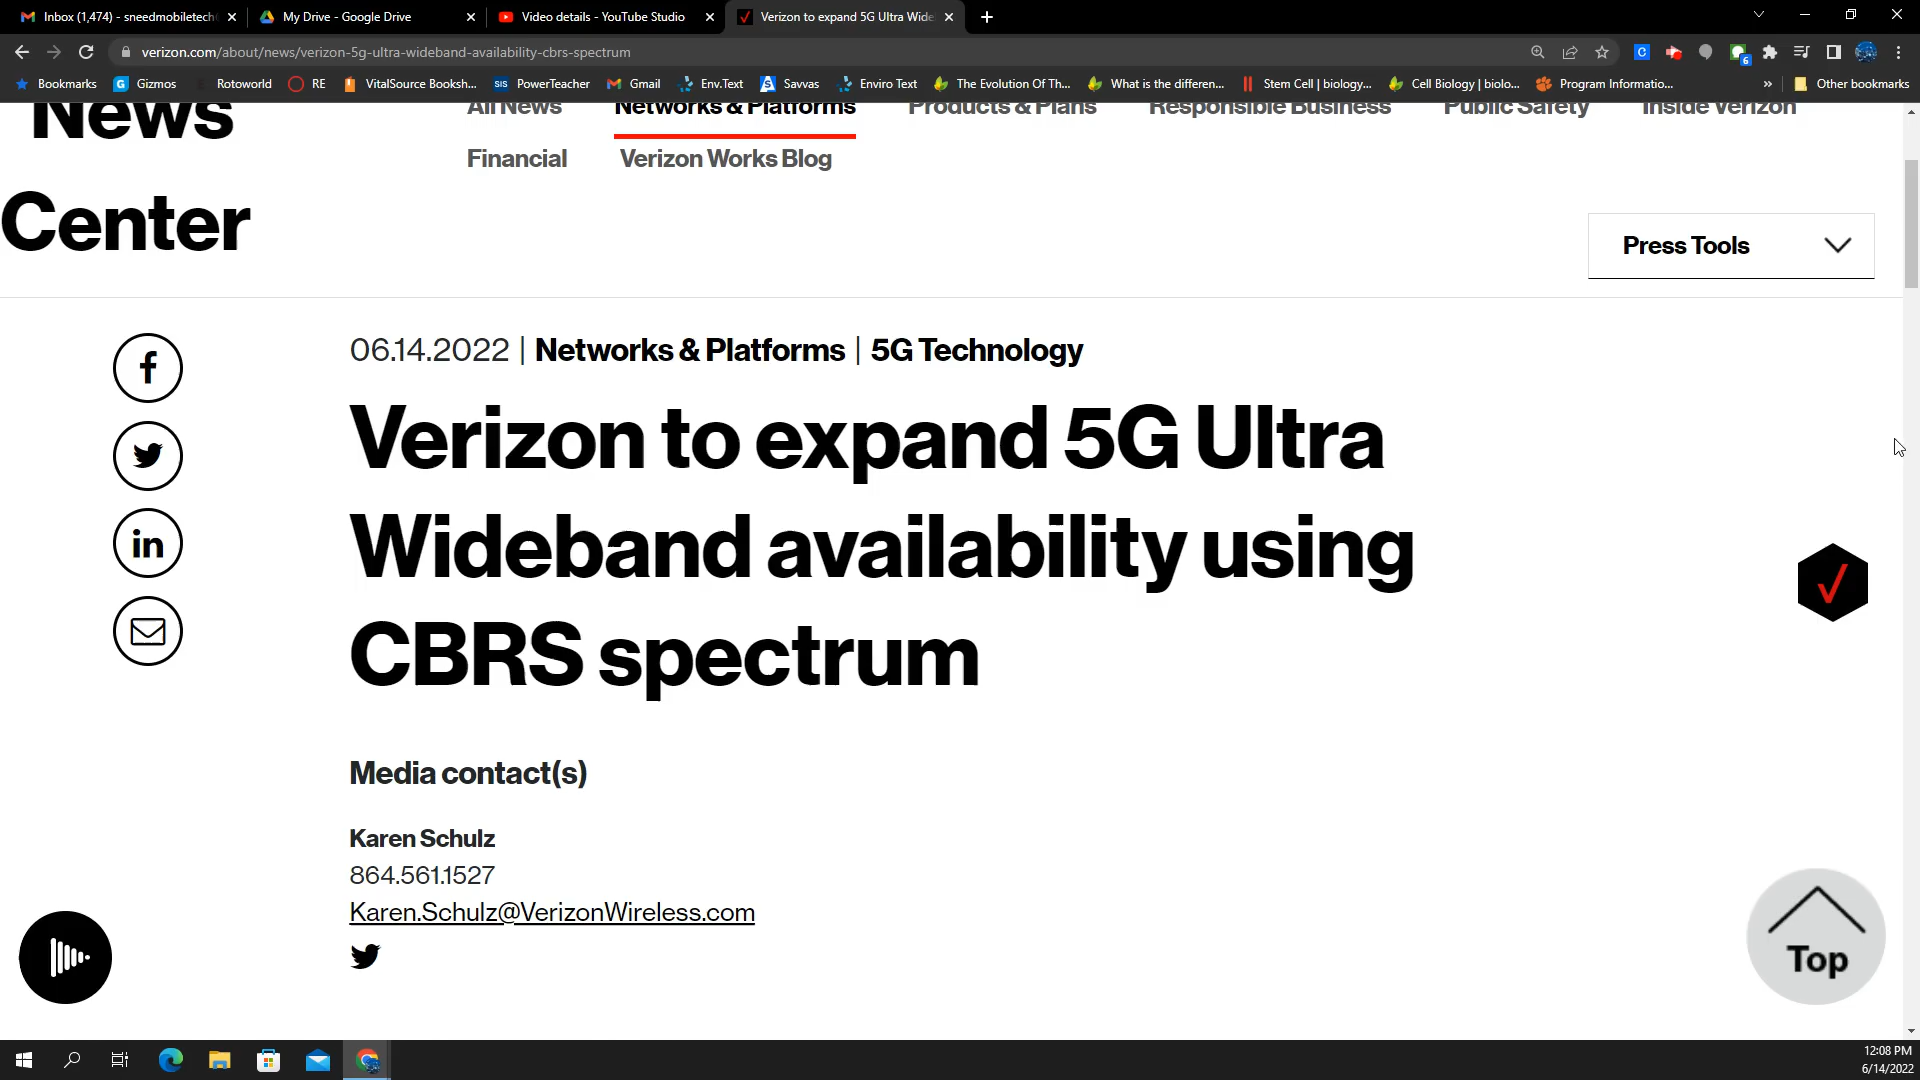 Inbox (1,474) - sneedmobiletech
My Drive - Google Drive
Video details - YouTube Studio
Verizon to expand 5G Ultra Wide
verizon.com/about/news/verizon-5g-ultra-wideband-availability-cbrs-spectrum
6
Bookmarks
Gizmos
Rotoworld
RE
VitalSource Booksh...
SIS PowerTeacher
Gmail
Env.Text
Savvas
Enviro Text
The Evolution Of Th...
What is the differen...
Stem Cell | biology...
Cell Biology | biolo...
Program Informatio...
»
Other bookmarks
News
Center
All News
Networks & Platforms
Products & Plans
Responsible Business
Public Safety
Inside Verizon
Financial
Verizon Works Blog
Press Tools
06.14.2022 | Networks & Platforms | 5G Technology
Verizon to expand 5G Ultra
Wideband availability using
CBRS spectrum
Media contact(s)
Karen Schulz
864.561.1527
Karen.Schulz@VerizonWireless.com
Top
12:08 PM
6/14/2022